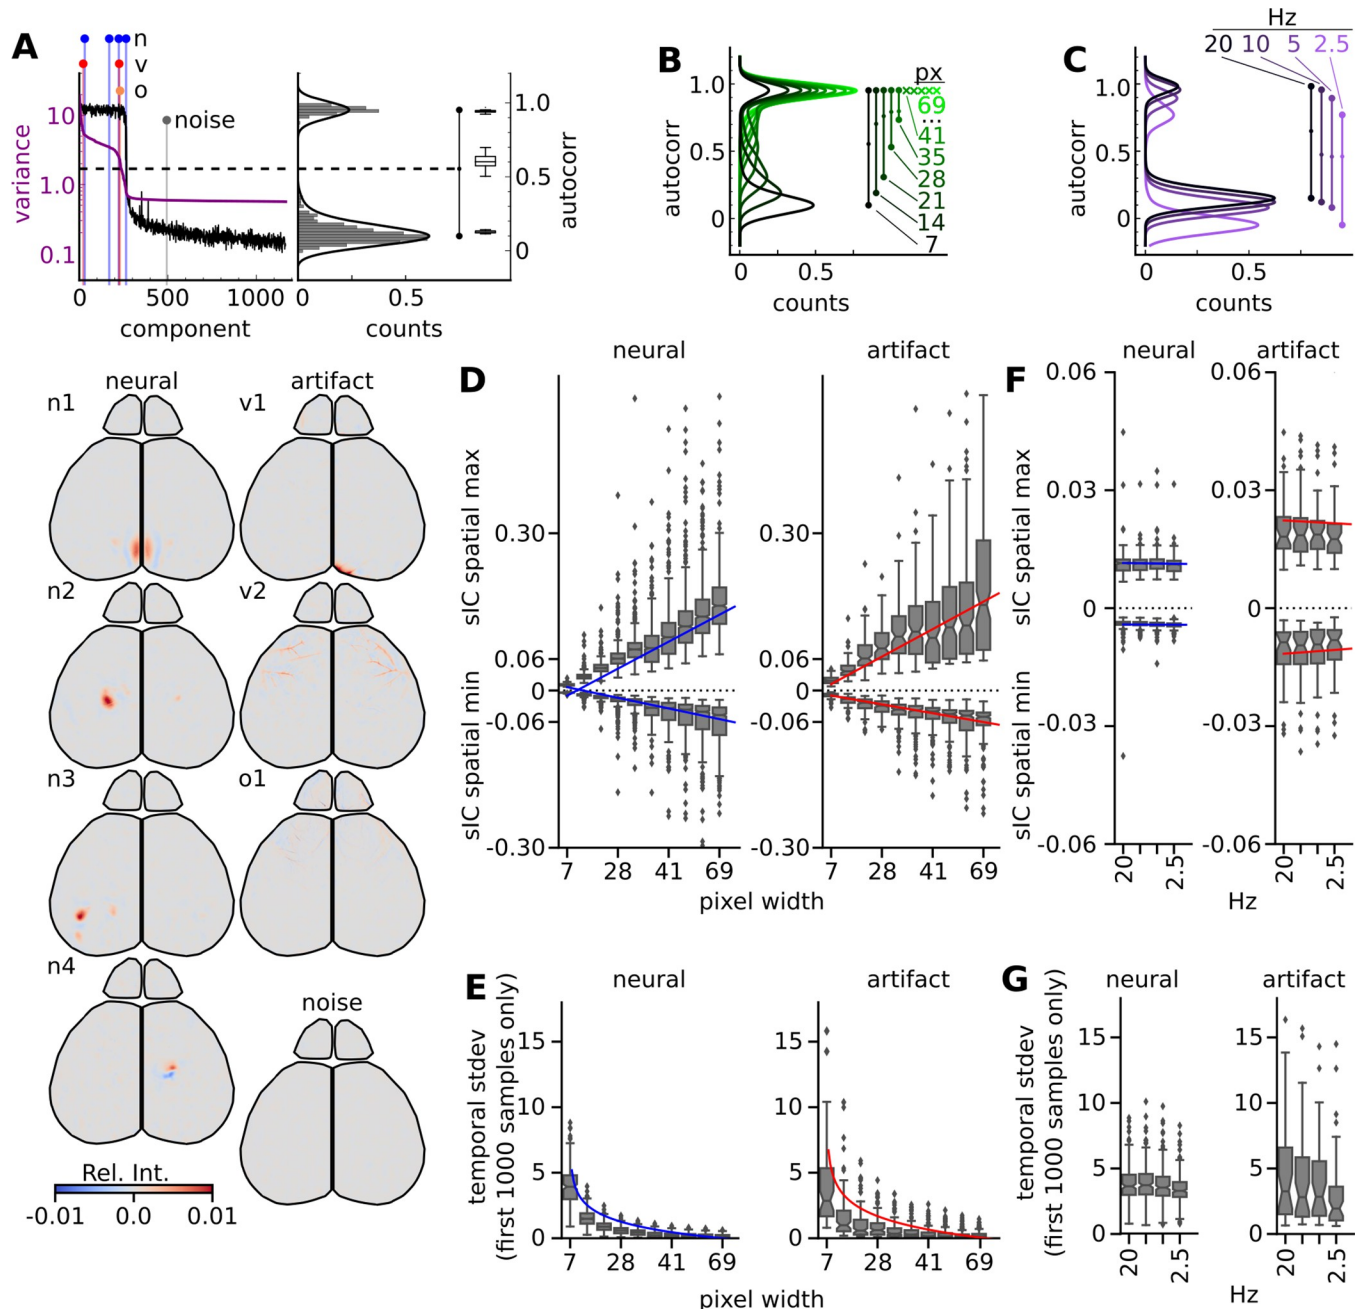 A
n
v
o
noise
variance
10
1.0
0.1
0
500
1000
component
0
0.5
counts
1.0
0.5
0
autocorr
B
autocorr
1.0
0.5
0
0
0.5
counts
px
69
...
41
35
28
21
14
7
C
Hz
20 10 5 2.5
autocorr
1.0
0.5
0
0
0.5
counts
neural
artifact
n1
v1
n2
v2
n3
o1
n4
noise
Rel. Int.
-0.01
0.0
0.01
D
neural
artifact
sIC spatial max
sIC spatial min
0.30
0.06
0
-0.06
-0.30
7
28
41
69
sIC spatial max
sIC spatial min
0.30
0.06
0
-0.06
-0.30
7
28
41
69
pixel width
E
neural
artifact
temporal stdev
(first 1000 samples only)
15
10
5
0
7
28
41
69
15
10
5
0
7
28
41
69
pixel width
F
neural
artifact
sIC spatial max
sIC spatial min
0.06
0.03
0
-0.03
-0.06
20
2.5
0.06
0.03
0
-0.03
-0.06
20
2.5
Hz
G
neural
artifact
temporal stdev
(first 1000 samples only)
15
10
5
0
20
2.5
15
10
5
0
20
2.5
Hz